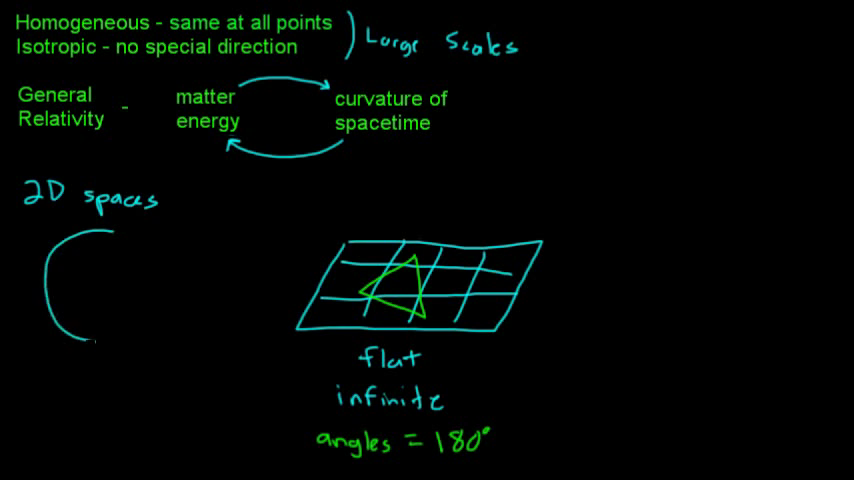 Homogeneous - same at all points
Isotropic - no special direction
Large Scales
General Relativity -
matter energy
curvature of spacetime
2D spaces
flat
infinite
angles = 180°